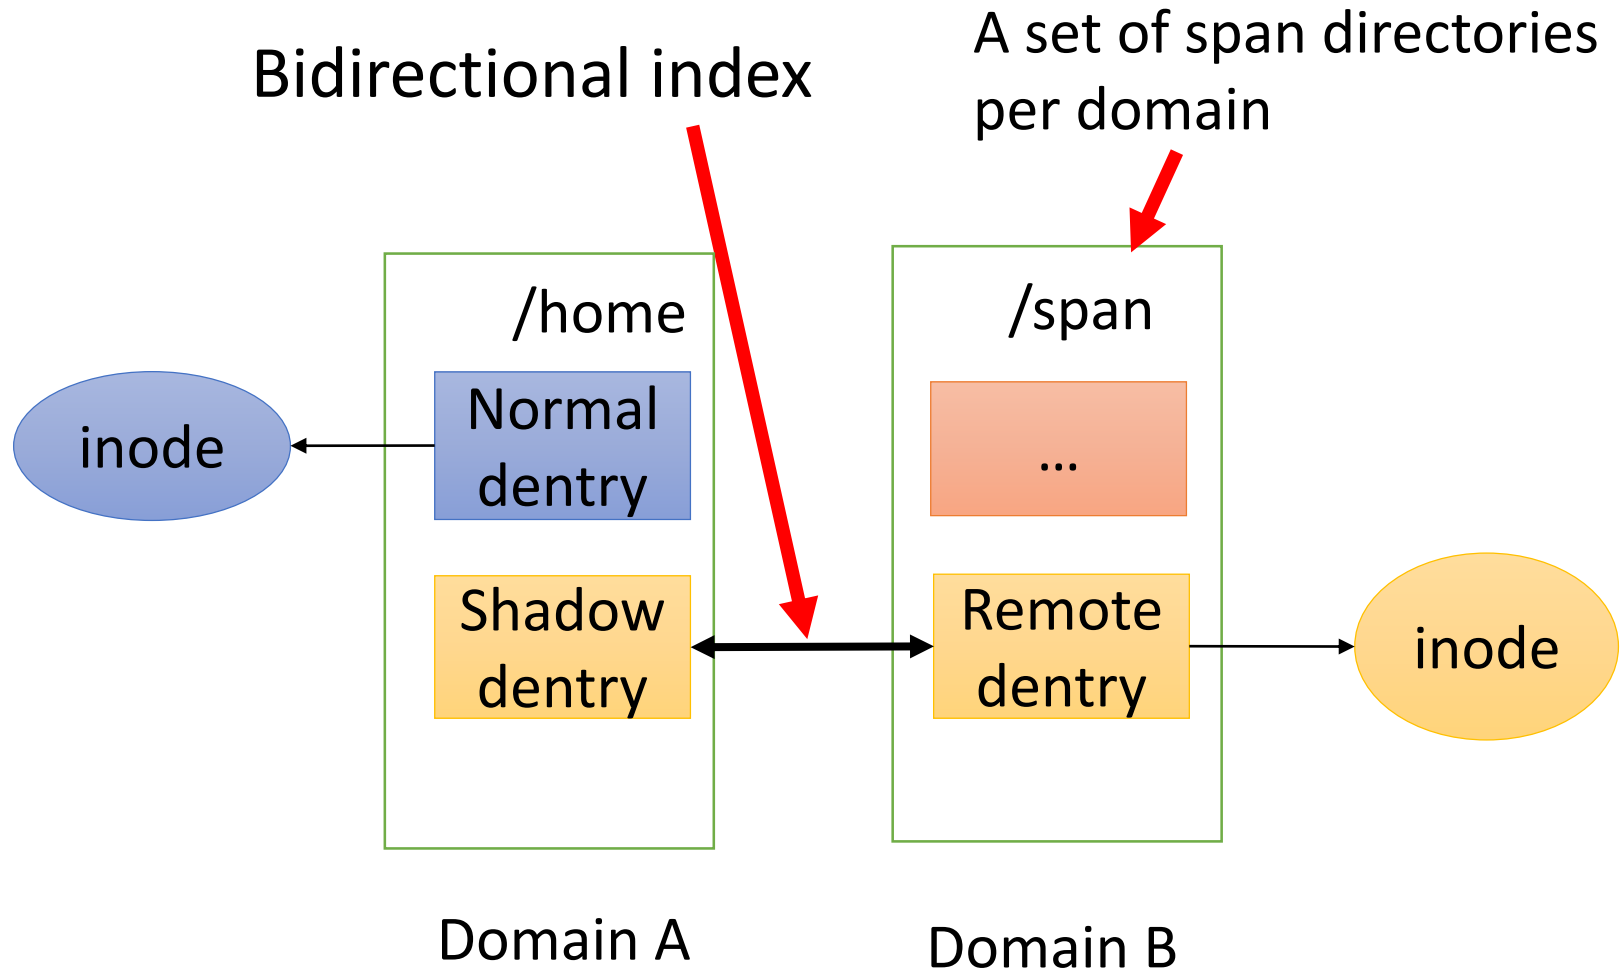 Bidirectional index
A set of span directories
per domain
/home
/span
inode
Normal
dentry
...
Shadow
dentry
Remote
dentry
inode
Domain A
Domain B